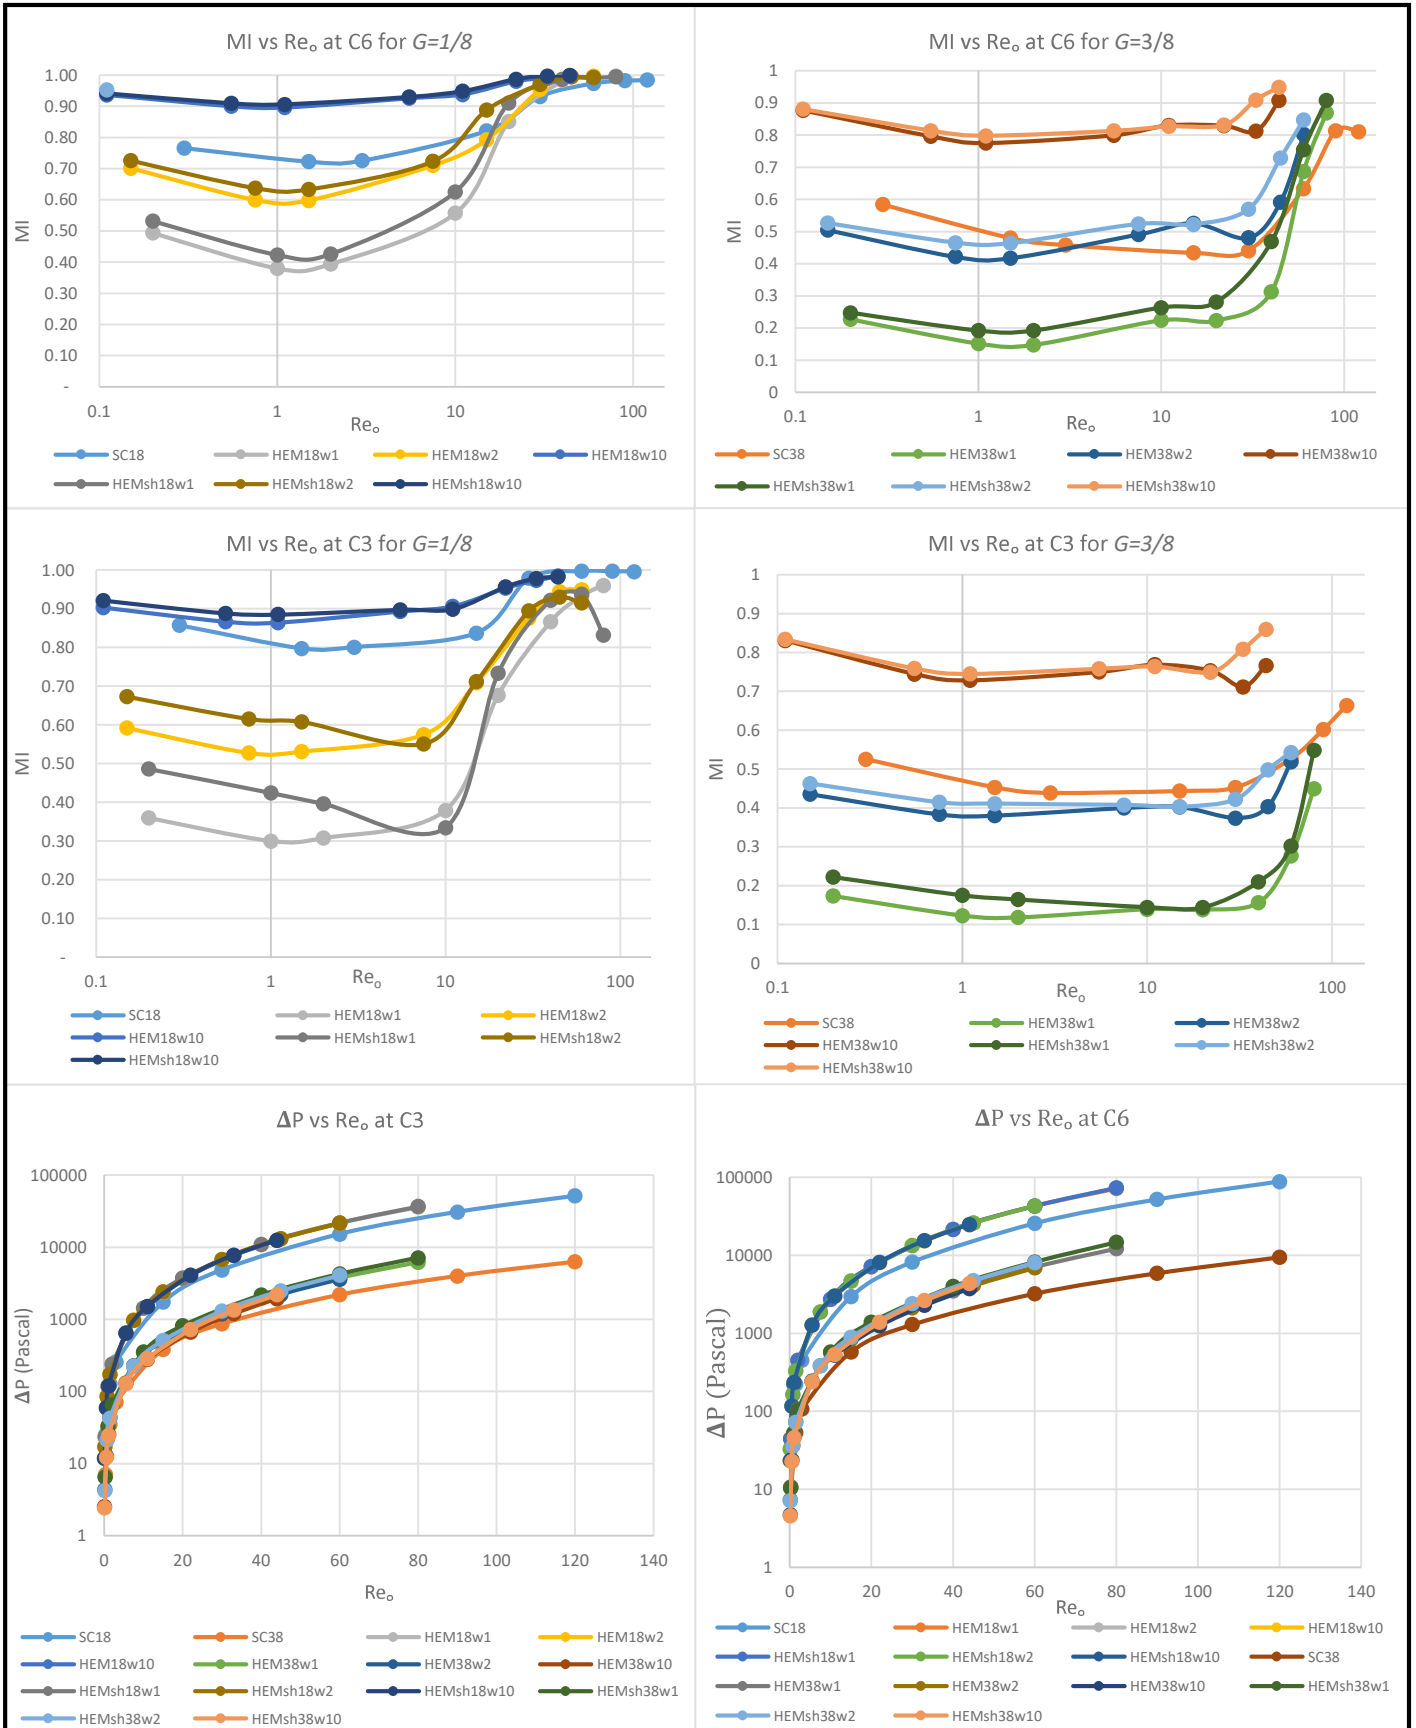 MI vs Reₒ at C6 for G=1/8
1.00
0.90
0.80
0.70
0.60
0.50
0.40
0.30
0.20
0.10
-
MI
0.1 1 10 100
Reₒ
SC18 HEM18w1 HEM18w2 HEM18w10
HEMsh18w1 HEMsh18w2 HEMsh18w10
MI vs Reₒ at C6 for G=3/8
1
0.9
0.8
0.7
0.6
0.5
0.4
0.3
0.2
0.1
0
MI
0.1 1 10 100
Reₒ
SC38 HEM38w1 HEM38w2 HEM38w10
HEMsh38w1 HEMsh38w2 HEMsh38w10
MI vs Reₒ at C3 for G=1/8
1.00
0.90
0.80
0.70
0.60
0.50
0.40
0.30
0.20
0.10
-
MI
0.1 1 10 100
Reₒ
SC18 HEM18w1 HEM18w2
HEM18w10 HEMsh18w1 HEMsh18w2
HEMsh18w10
MI vs Reₒ at C3 for G=3/8
1
0.9
0.8
0.7
0.6
0.5
0.4
0.3
0.2
0.1
0
MI
0.1 1 10 100
Reₒ
SC38 HEM38w1 HEM38w2
HEM38w10 HEMsh38w1 HEMsh38w2
HEMsh38w10
ΔP vs Reₒ at C3
100000
10000
1000
100
10
1
ΔP (Pascal)
0 20 40 60 80 100 120 140
Reₒ
SC18 SC38 HEM18w1 HEM18w2
HEM18w10 HEM38w1 HEM38w2 HEM38w10
HEMsh18w1 HEMsh18w2 HEMsh18w10 HEMsh38w1
HEMsh38w2 HEMsh38w10
ΔP vs Reₒ at C6
100000
10000
1000
100
10
1
ΔP (Pascal)
0 20 40 60 80 100 120 140
Reₒ
SC18 HEM18w1 HEM18w2 HEM18w10
HEMsh18w1 HEMsh18w2 HEMsh18w10 SC38
HEM38w1 HEM38w2 HEM38w10 HEMsh38w1
HEMsh38w2 HEMsh38w10